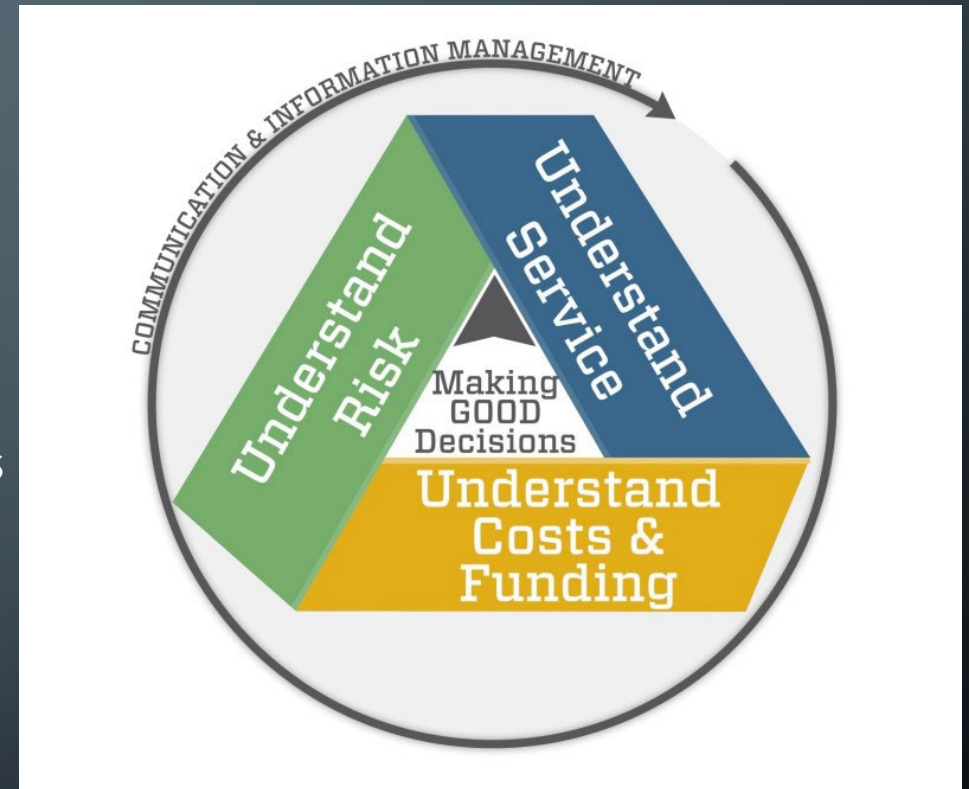 COMMUNICATION & INFORMATION MANAGEMENT
Understand
Risk
Understand
Service
Making
GOOD
Decisions
Understand
Costs &
Funding
s